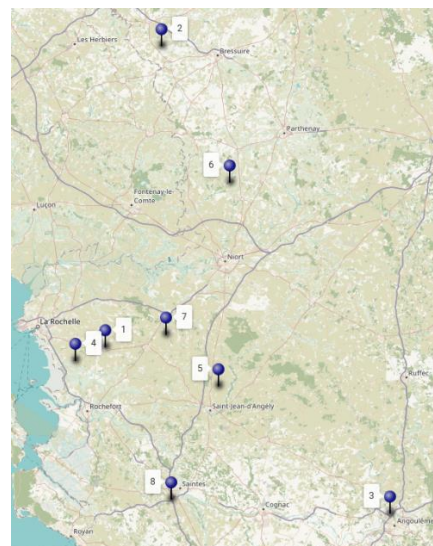 2
Les Herbiers
Bressuire
Parthenay
6
Fontenay-le-
Comte
Luçon
Niort
La Rochelle
7
1
4
5
Ruffec
Rochefort
Saint-Jean-d'Angély
8
Saintes
3
Cognac
Angoulême
Royan